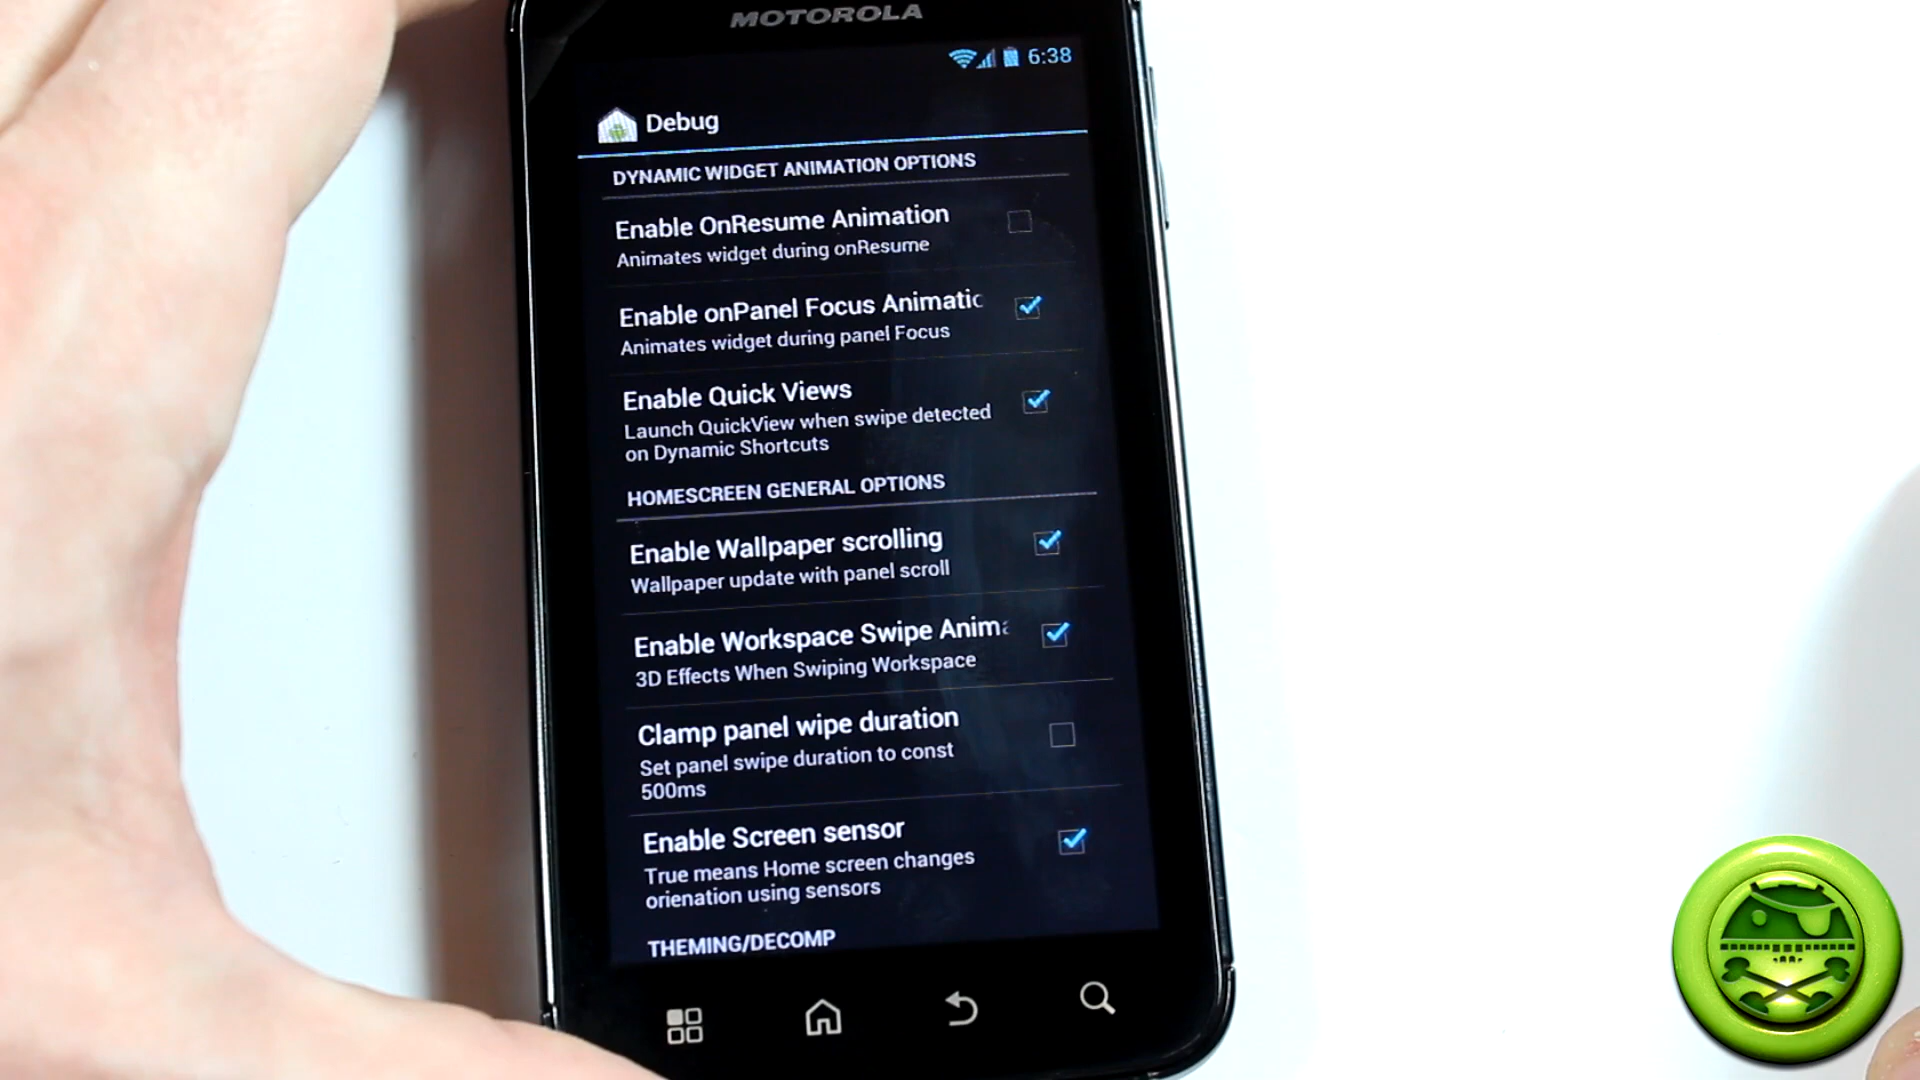 MOTOROLA
6:38
Debug
DYNAMIC WIDGET ANIMATION OPTIONS
Enable OnResume Animation
Animates widget during onResume
Enable onPanel Focus Animatic
Animates widget during panel Focus
Enable Quick Views
Launch QuickView when swipe detected
on Dynamic Shortcuts
HOMESCREEN GENERAL OPTIONS
Enable Wallpaper scrolling
Wallpaper update with panel scroll
Enable Workspace Swipe Anima
3D Effects When Swiping Workspace
Clamp panel wipe duration
Set panel swipe duration to const
500ms
Enable Screen sensor
True means Home screen changes
orienation using sensors
THEMING/DECOMP